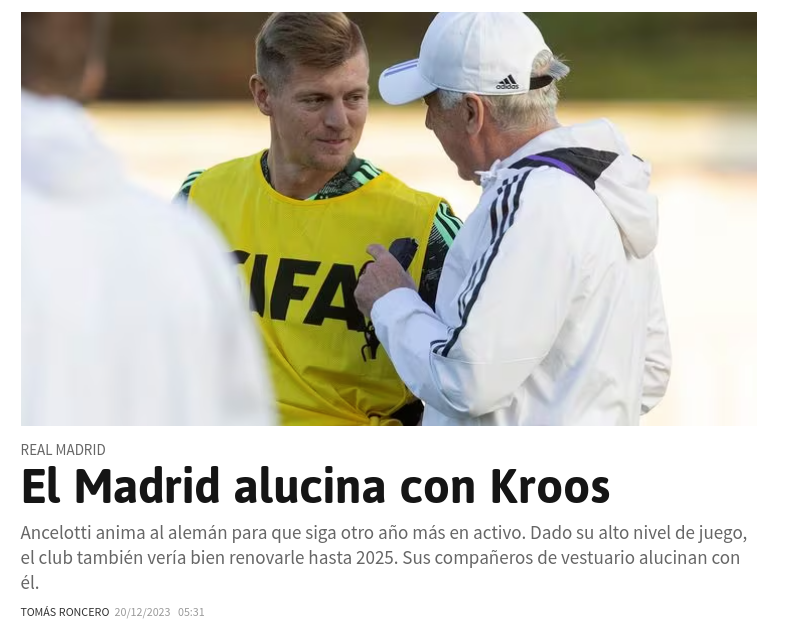 adidas
FIFA
REAL MADRID
El Madrid alucina con Kroos
Ancelotti anima al alemán para que siga otro año más en activo. Dado su alto nivel de juego,
el club también vería bien renovarle hasta 2025. Sus compañeros de vestuario alucinan con
él.
TOMÁS RONCERO 20/12/2023 05:31